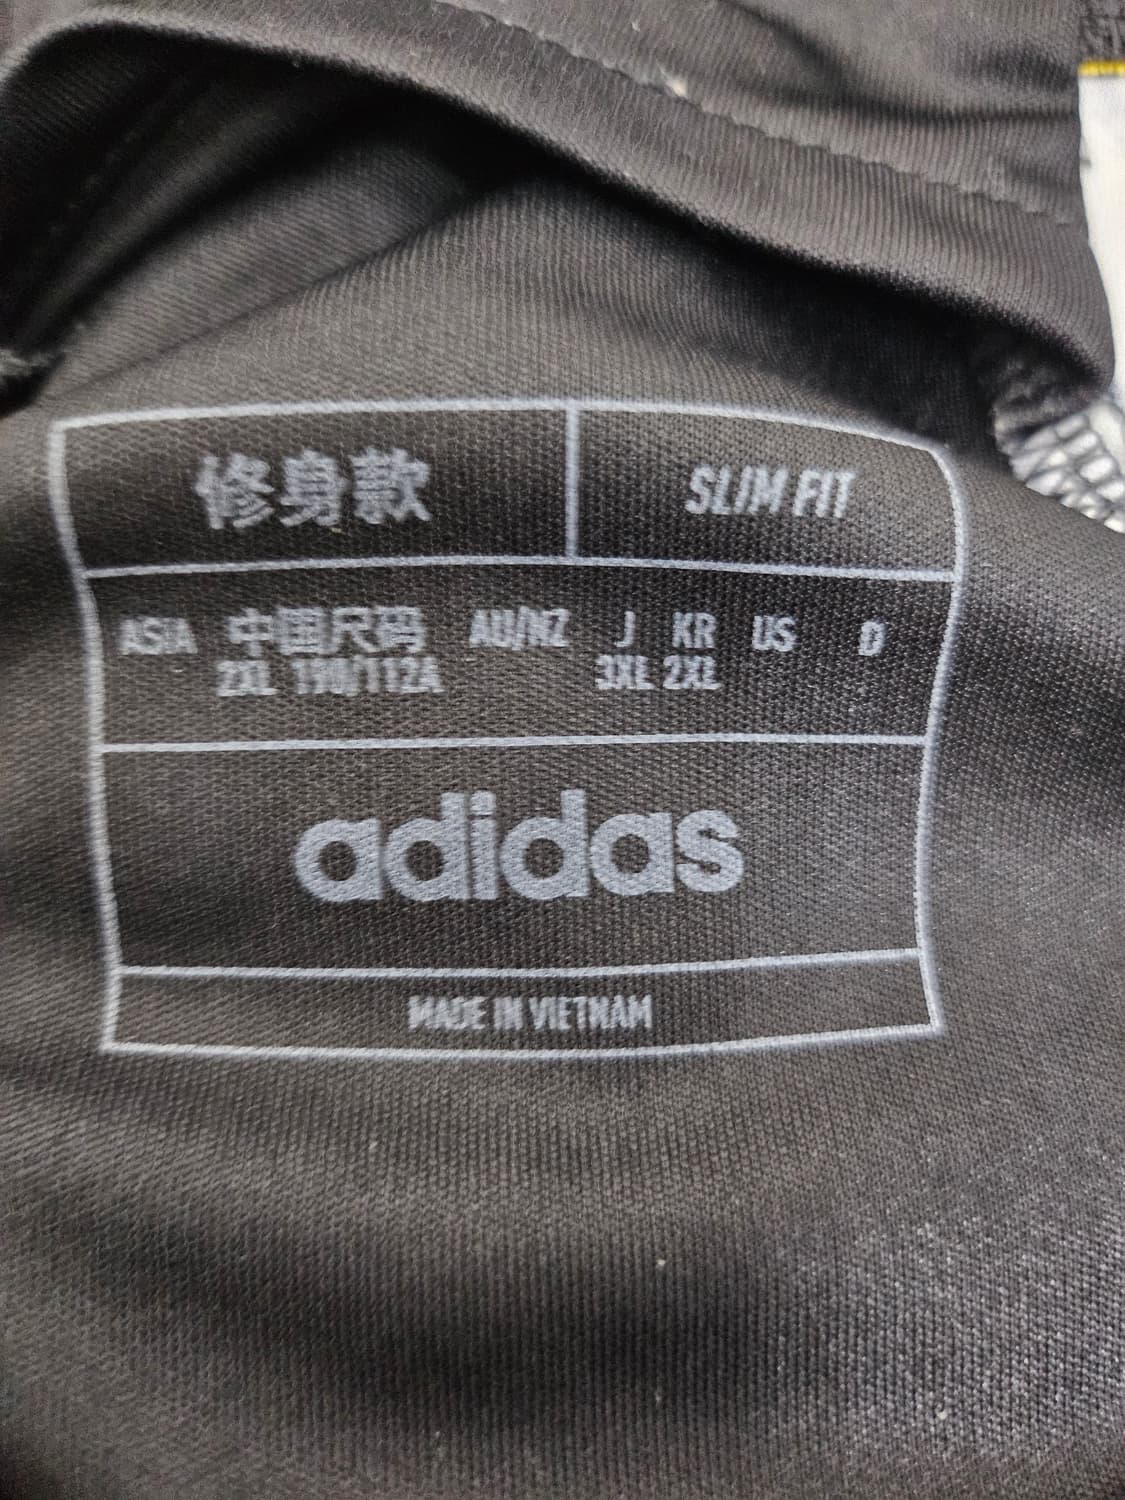 修身款 SLIM FIT
ASIA 中国尺码 AU/NZ J KR US D
2XL 190/112A 3XL 2XL
adidas
MADE IN VIETNAM